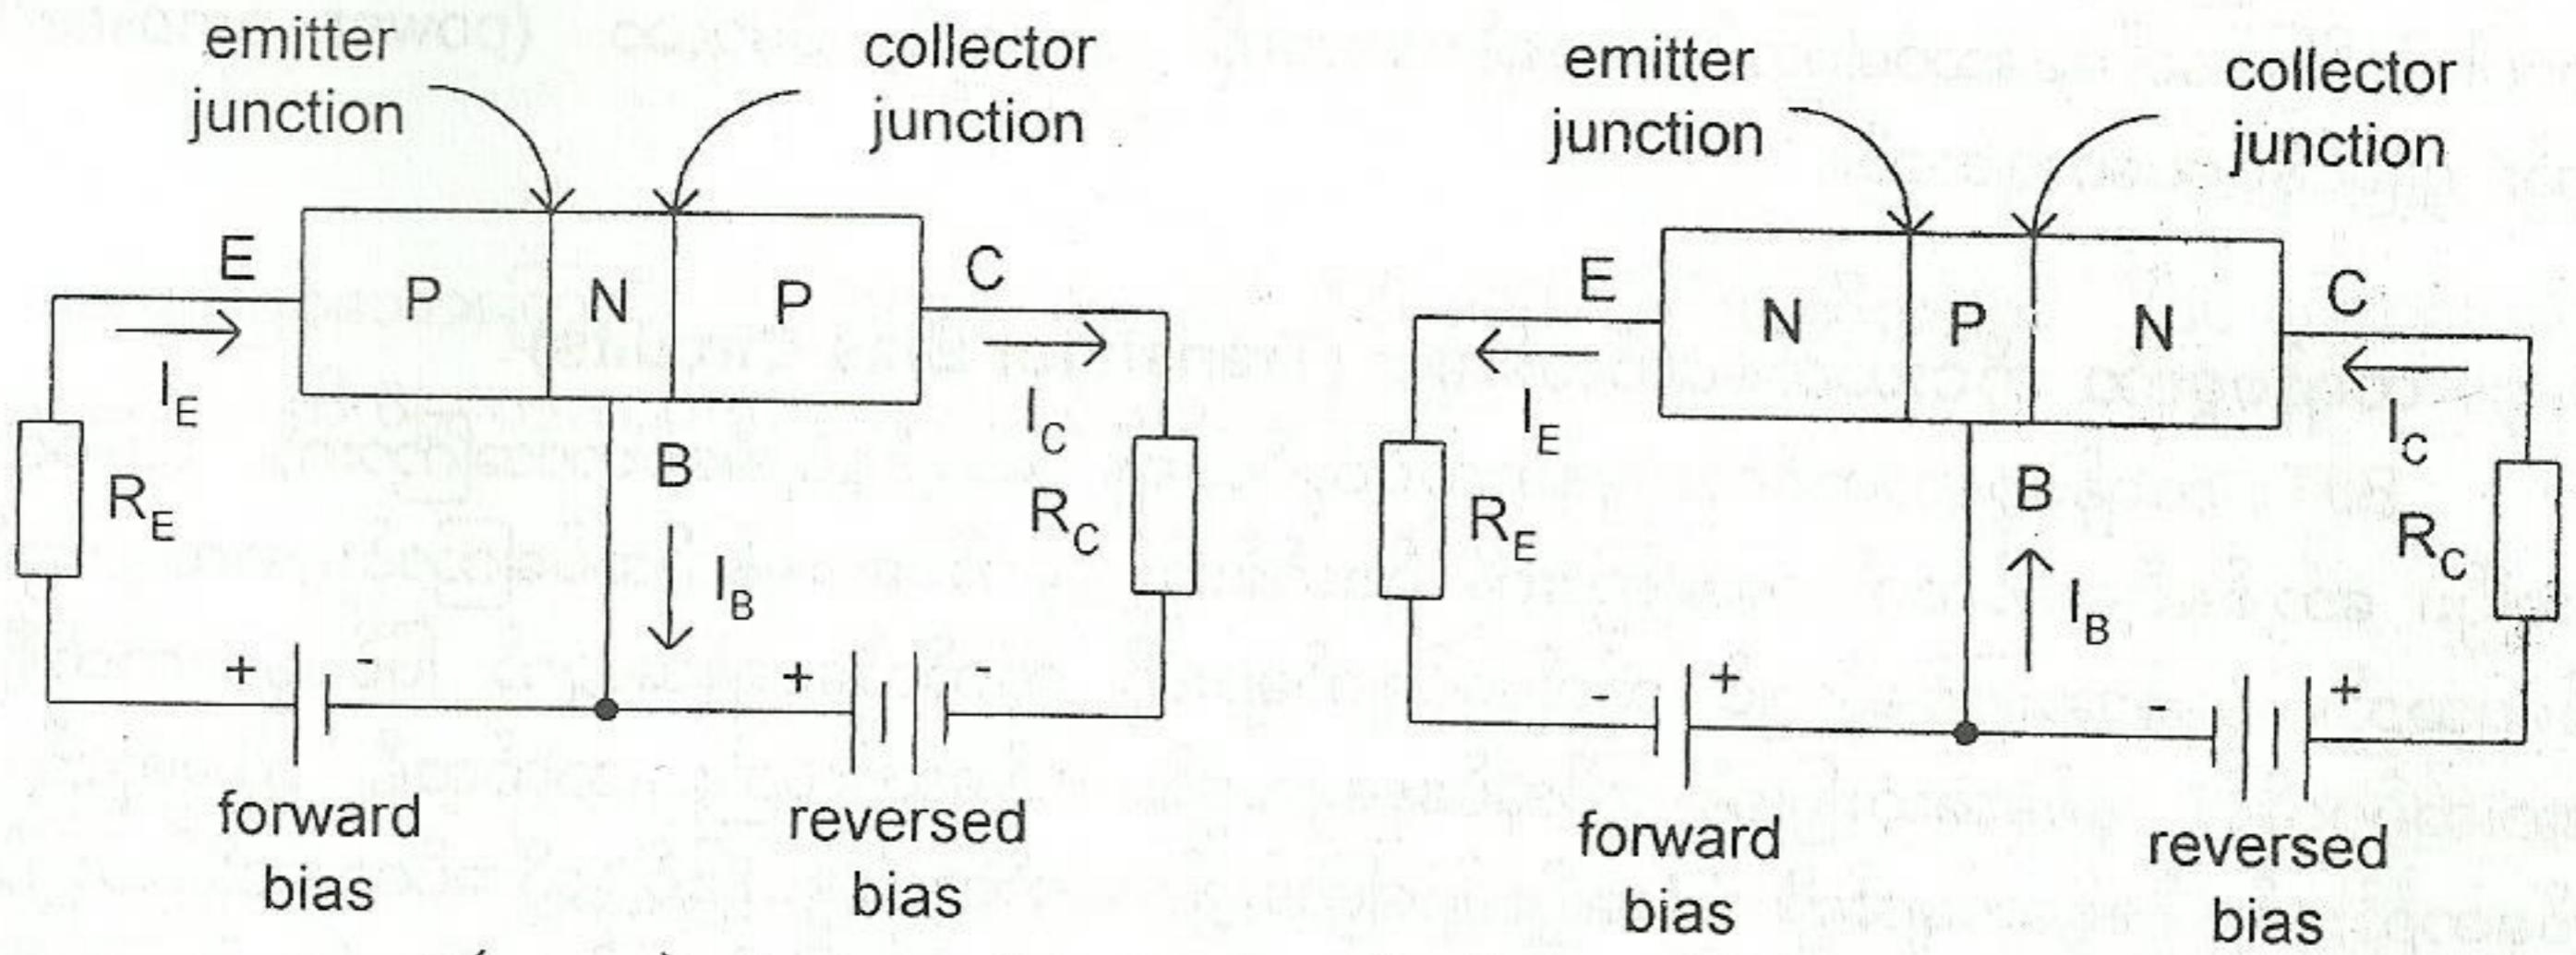 emitter
junction
collector
junction
E
P
N
P
C
I_E
I_C
B
R_E
R_C
I_B
+
-
+
-
forward
bias
reversed
bias
emitter
junction
collector
junction
E
N
P
N
C
I_E
I_C
B
R_E
R_C
I_B
-
+
-
+
forward
bias
reversed
bias